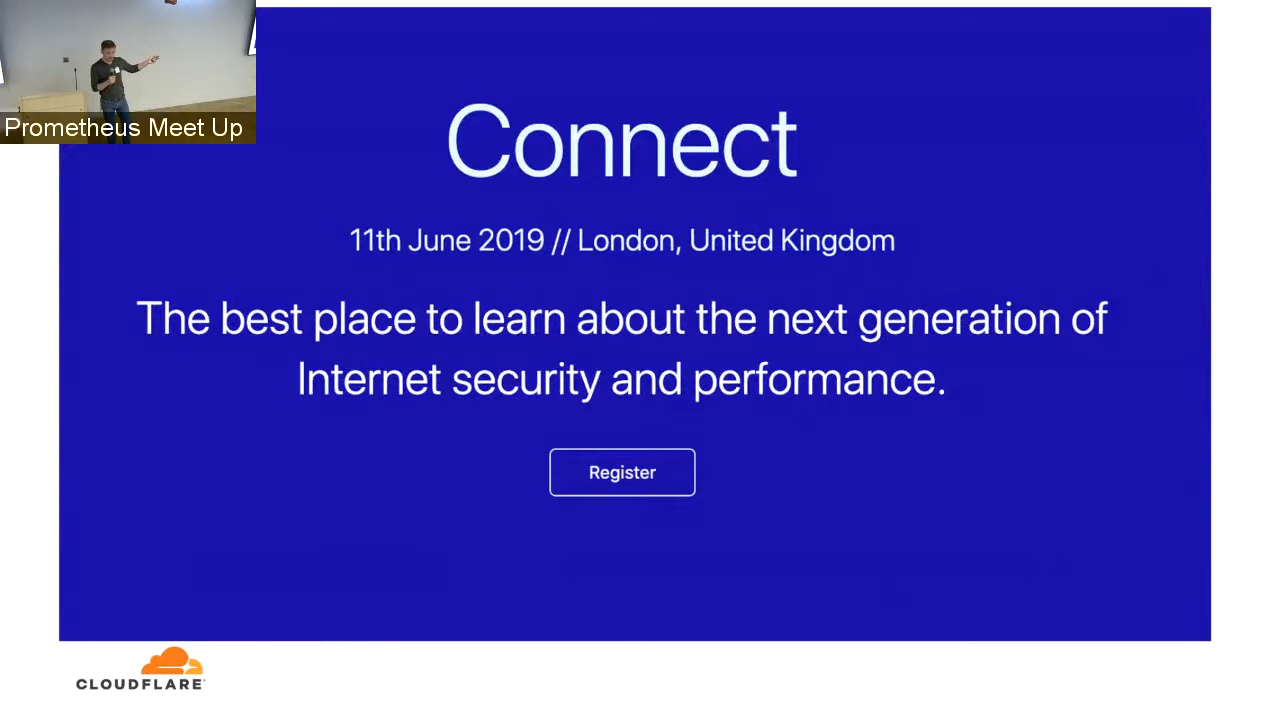 Prometheus Meet Up
Connect
11th June 2019 // London, United Kingdom
The best place to learn about the next generation of
Internet security and performance.
Register
CLOUDFLARE